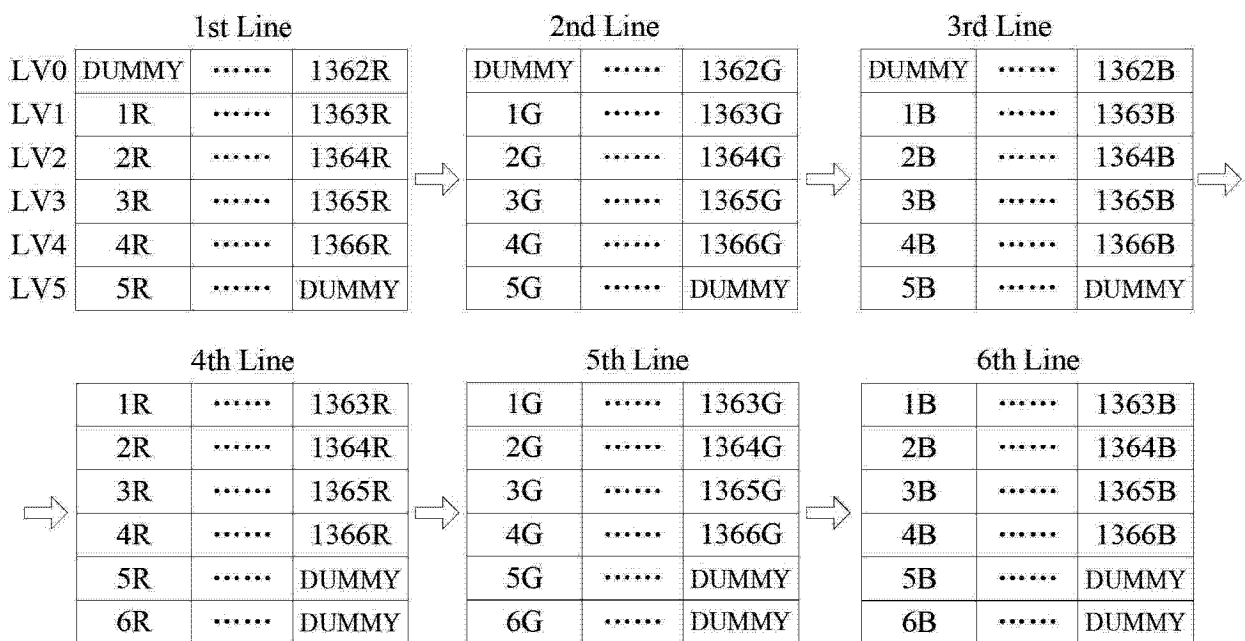 1st Line 2nd Line 3rd Line
LV0 DUMMY ...... 1362R DUMMY ...... 1362G DUMMY ...... 1362B
LV1 1R ...... 1363R 1G ...... 1363G 1B ...... 1363B
LV2 2R ...... 1364R 2G ...... 1364G 2B ...... 1364B
LV3 3R ...... 1365R 3G ...... 1365G 3B ...... 1365B
LV4 4R ...... 1366R 4G ...... 1366G 4B ...... 1366B
LV5 5R ...... DUMMY 5G ...... DUMMY 5B ...... DUMMY
4th Line 5th Line 6th Line
1R ...... 1363R 1G ...... 1363G 1B ...... 1363B
2R ...... 1364R 2G ...... 1364G 2B ...... 1364B
3R ...... 1365R 3G ...... 1365G 3B ...... 1365B
4R ...... 1366R 4G ...... 1366G 4B ...... 1366B
5R ...... DUMMY 5G ...... DUMMY 5B ...... DUMMY
6R ...... DUMMY 6G ...... DUMMY 6B ...... DUMMY